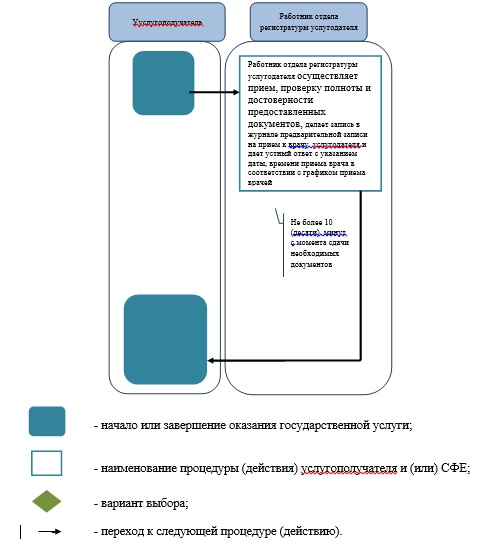 Ууслугополучатель
Работник отдела
регистратуры услугодателя
Работник отдела регистратуры
услугодателя осуществляет
прием, проверку полноты и
достоверности
предоставленных
документов, делает запись в
журнале предварительной записи
на прием к врачу услугодателя и
дает устный ответ с указанием
даты, времени приема врача в
соответствии с графиком приема
врачей
Не более 10
(десяти) минут
с момента сдачи
необходимых
документов
- начало или завершение оказания государственной услуги;
- наименование процедуры (действия) услугополучателя и (или) СФЕ;
- вариант выбора;
- переход к следующей процедуре (действию).